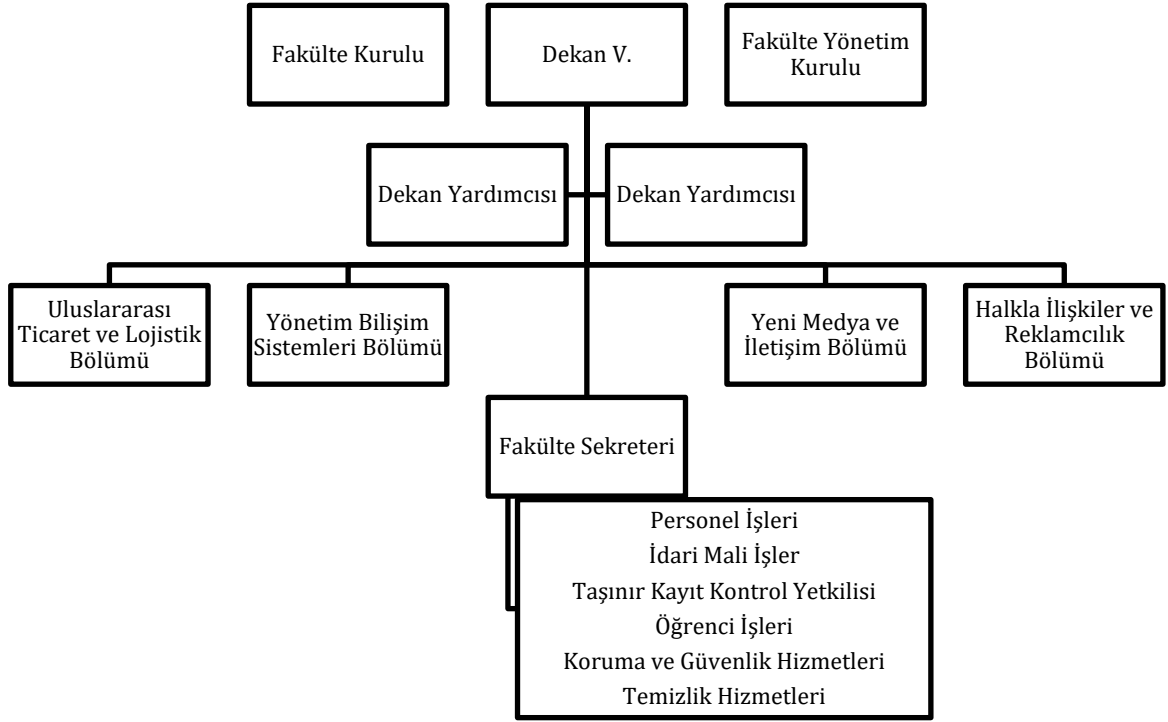 Fakülte Kurulu
Dekan V.
Fakülte Yönetim
Kurulu
Dekan Yardımcısı
Dekan Yardımcısı
Uluslararası
Ticaret ve Lojistik
Bölümü
Yönetim Bilişim
Sistemleri Bölümü
Yeni Medya ve
İletişim Bölümü
Halkla İlişkiler ve
Reklamcılık
Bölümü
Fakülte Sekreteri
Personel İşleri
İdari Mali İşler
Taşınır Kayıt Kontrol Yetkilisi
Öğrenci İşleri
Koruma ve Güvenlik Hizmetleri
Temizlik Hizmetleri